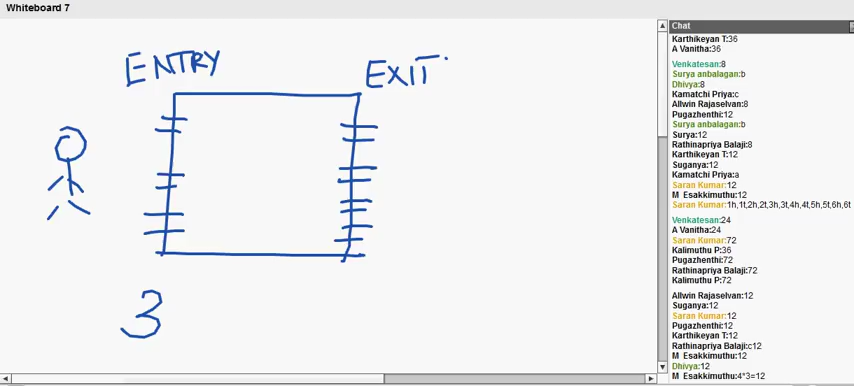 Whiteboard 7
ENTRY
EXIT
3
Chat
Karthikeyan T:36
A Vanitha:36
Venkatesan:8
Surya anbalagan:b
Dhivya:8
Kamatchi Priya:c
Allwin Rajaselvan:8
Pugazhenthi:12
Surya anbalagan:b
Surya:12
Rathinapriya Balaji:8
Karthikeyan T:12
Suganya:12
Kamatchi Priya:a
Saran Kumar:12
M Esakkimuthu:12
Saran Kumar:1h,1t,2h,2t,3h,3t,4h,4t,5h,5t,6h,6t
Venkatesan:24
A Vanitha:24
Saran Kumar:72
Kalimuthu P:36
Pugazhenthi:72
Rathinapriya Balaji:72
Kalimuthu P:72
Allwin Rajaselvan:12
Suganya:12
Saran Kumar:12
Pugazhenthi:12
Karthikeyan T:12
Rathinapriya Balaji:c12
M Esakkimuthu:12
Dhivya:12
M Esakkimuthu:4*3=12